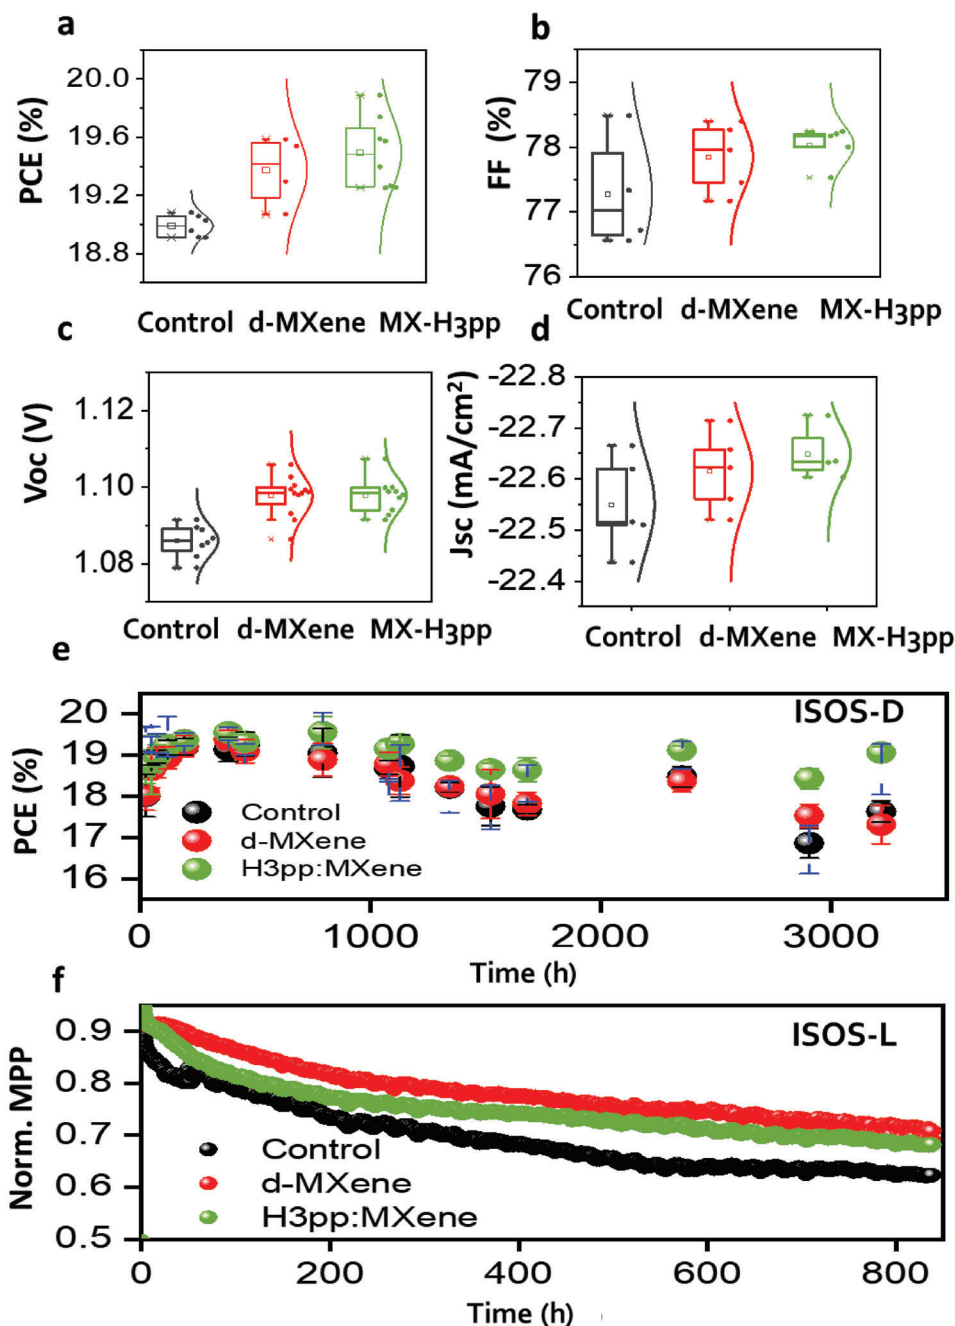 a
PCE (%)
20.0
19.6
19.2
18.8
Control d-MXene MX-H3pp
b
FF (%)
79
78
77
76
Control d-MXene MX-H3pp
c
Voc (V)
1.12
1.10
1.08
Control d-MXene MX-H3pp
d
Jsc (mA/cm²)
-22.8
-22.7
-22.6
-22.5
-22.4
Control d-MXene MX-H3pp
e
PCE (%)
20
19
18
17
16
ISOS-D
Control
d-MXene
H3pp:MXene
0 1000 2000 3000
Time (h)
f
Norm. MPP
0.9
0.8
0.7
0.6
0.5
ISOS-L
Control
d-MXene
H3pp:MXene
0 200 400 600 800
Time (h)